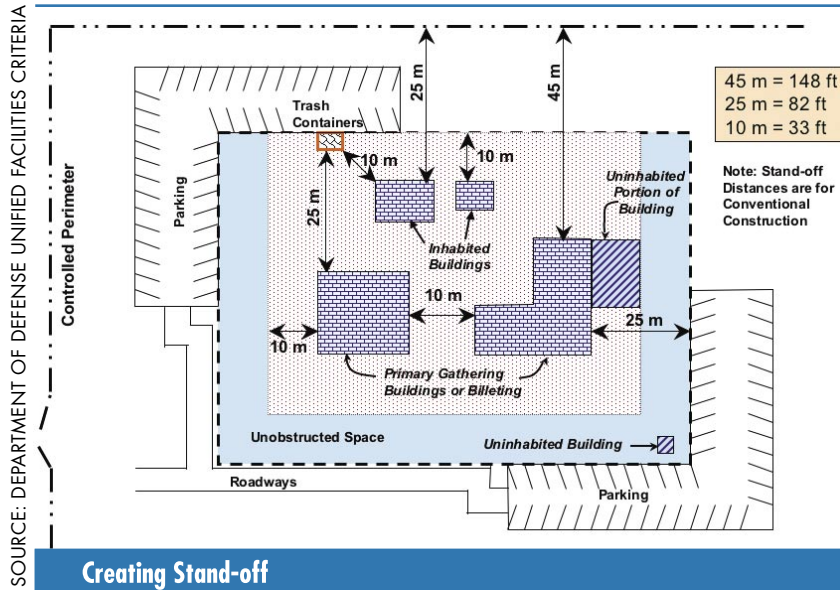 SOURCE: DEPARTMENT OF DEFENSE UNIFIED FACILITIES CRITERIA
Controlled Perimeter
25 m
45 m
45 m = 148 ft
25 m = 82 ft
10 m = 33 ft
Trash
Containers
10 m
10 m
Uninhabited
Portion of
Building
Note: Stand-off
Distances are for
Conventional
Construction
Parking
25 m
Inhabited
Buildings
10 m
10 m
25 m
Primary Gathering
Buildings or Billeting
Unobstructed Space
Uninhabited Building
Roadways
Parking
Creating Stand-off